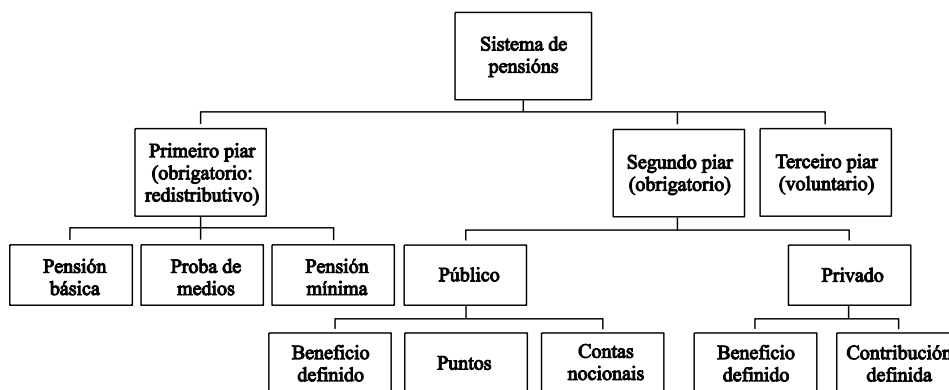 Sistema de
pensións
Primeiro piar
(obrigatorio:
redistributivo)
Segundo piar
(obrigatorio)
Terceiro piar
(voluntario)
Pensión
básica
Proba de
medios
Pensión
mínima
Público
Privado
Beneficio
definido
Puntos
Contas
nocionais
Beneficio
definido
Contribución
definida